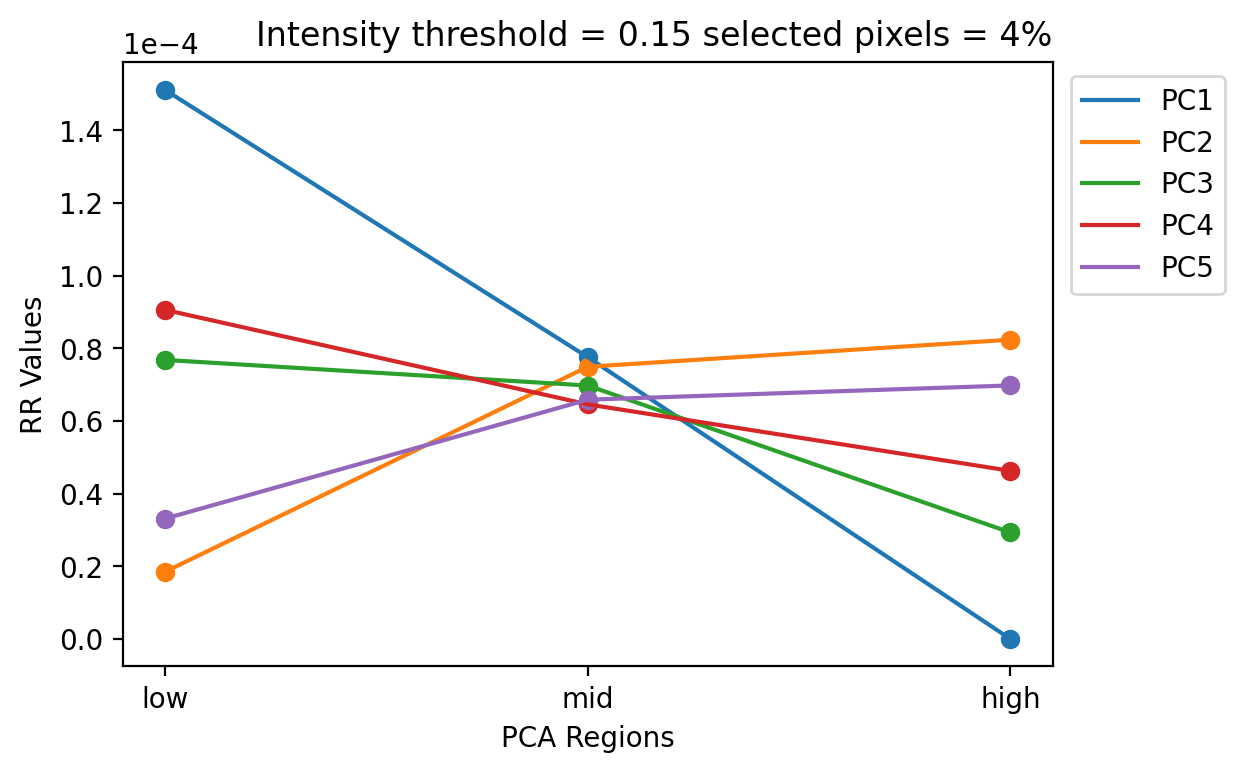 Intensity threshold = 0.15 selected pixels = 4%
1e−4
1.4
1.2
1.0
0.8
0.6
0.4
0.2
0.0
RR Values
low
mid
high
PCA Regions
PC1
PC2
PC3
PC4
PC5